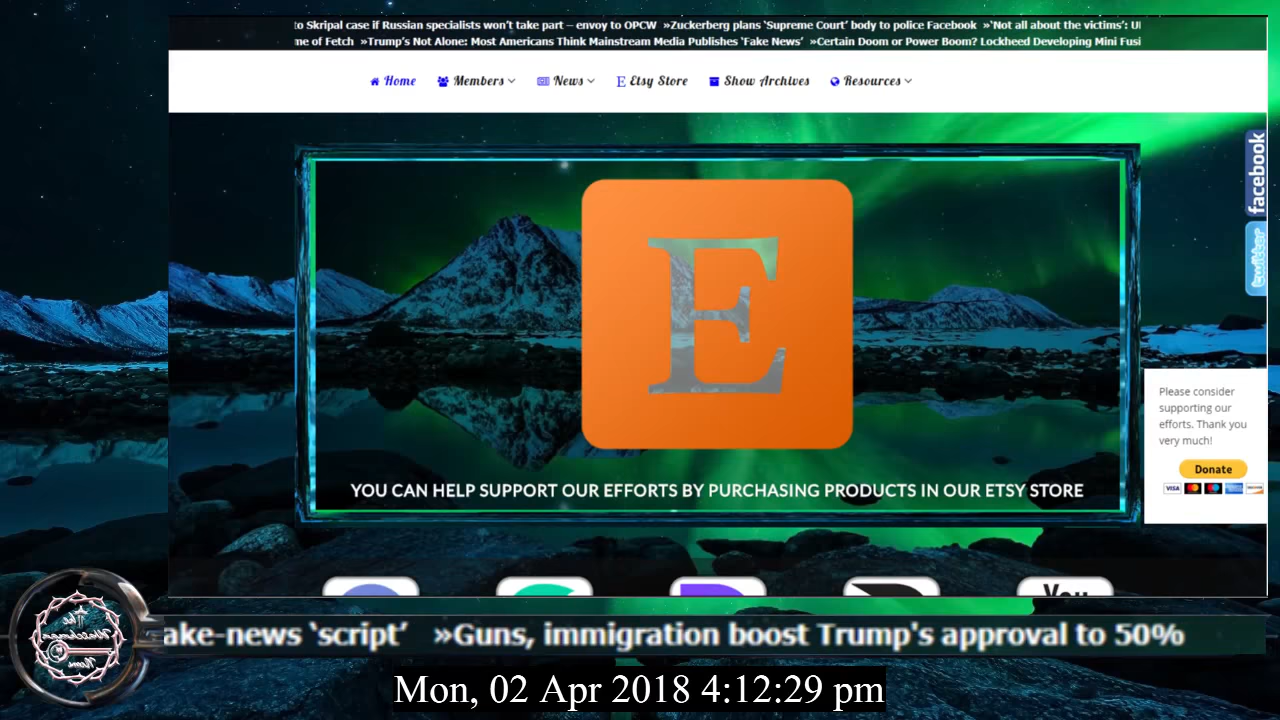 to Skripal case if Russian specialists won't take part – envoy to OPCW »Zuckerberg plans 'Supreme Court' body to police Facebook »'Not all about the victims':
me of Fetch »Trump's Not Alone: Most Americans Think Mainstream Media Publishes 'Fake News' »Certain Doom or Power Boom? Lockheed Developing Mini Fusi
Home Members News E Etsy Store Show Archives Resources
facebook
twitter
E
Please consider
supporting our
efforts. Thank you
very much!
Donate
VISA
YOU CAN HELP SUPPORT OUR EFFORTS BY PURCHASING PRODUCTS IN OUR ETSY STORE
You
The
ake-news 'script' »Guns, immigration boost Trump's approval to 50%
Mon, 02 Apr 2018 4:12:29 pm